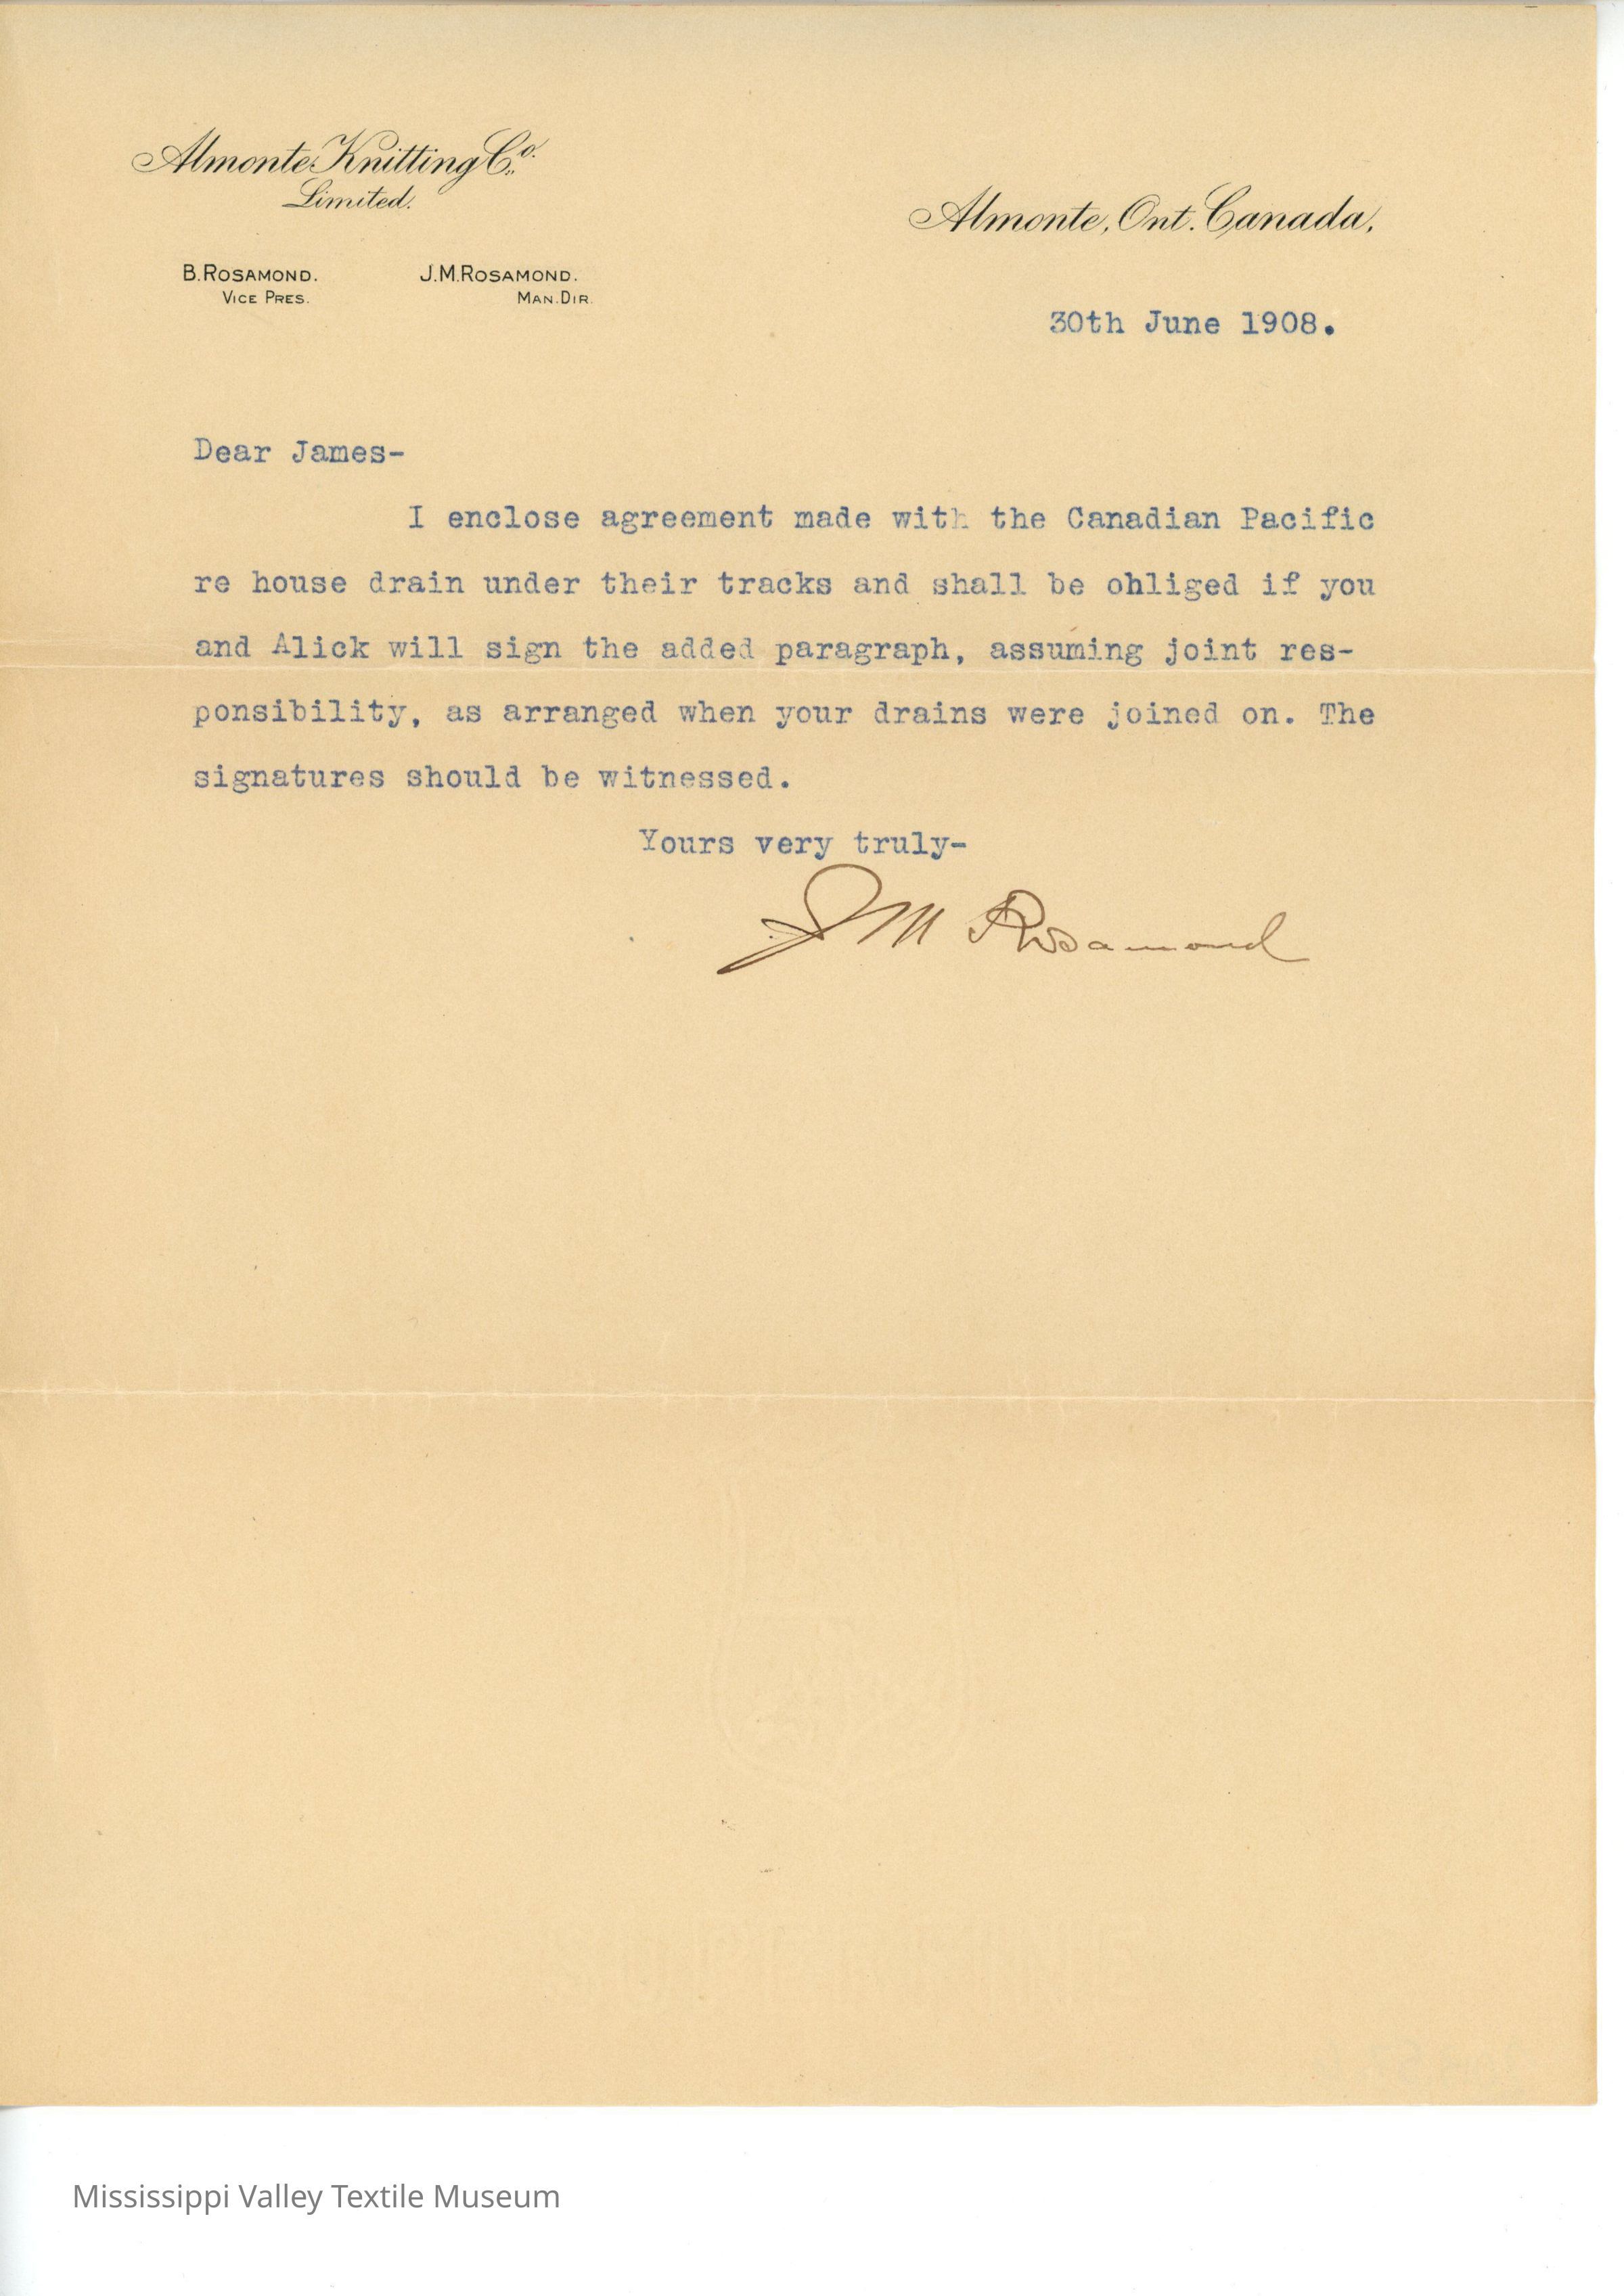 Almonte Knitting Co.
Limited.
Almonte, Ont. Canada,
B. ROSAMOND.
VICE PRES.
J.M. ROSAMOND.
MAN. DIR.
30th June 1908.
Dear James-
I enclose agreement made with the Canadian Pacific
re house drain under their tracks and shall be ohliged if you
and Alick will sign the added paragraph, assuming joint res-
ponsibility, as arranged when your drains were joined on. The
signatures should be witnessed.
Yours very truly-
J M Rosamond
Mississippi Valley Textile Museum